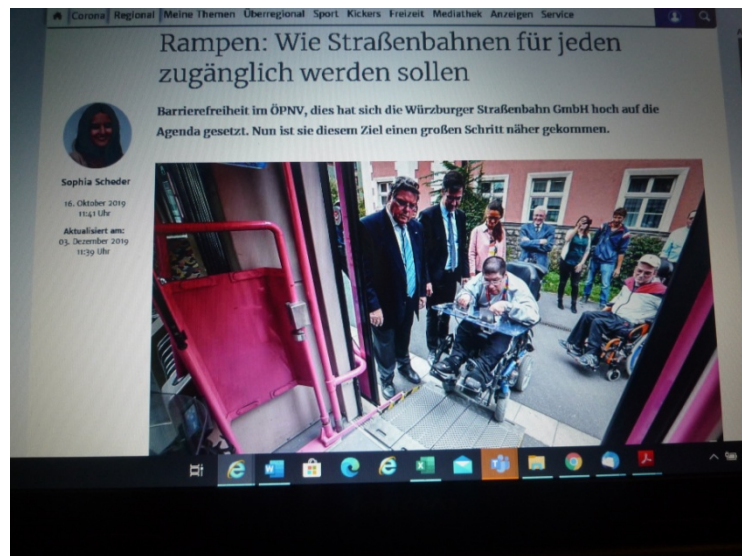 Corona Regional Meine Themen Überregional Sport Kickers Freizeit Mediathek Anzeigen Service
Rampen: Wie Straßenbahnen für jeden
zugänglich werden sollen
Barrierefreiheit im ÖPNV, dies hat sich die Würzburger Straßenbahn GmbH hoch auf die
Agenda gesetzt. Nun ist sie diesem Ziel einen großen Schritt näher gekommen.
Sophia Scheder
16. Oktober 2019
11:41 Uhr
Aktualisiert am:
03. Dezember 2019
11:39 Uhr